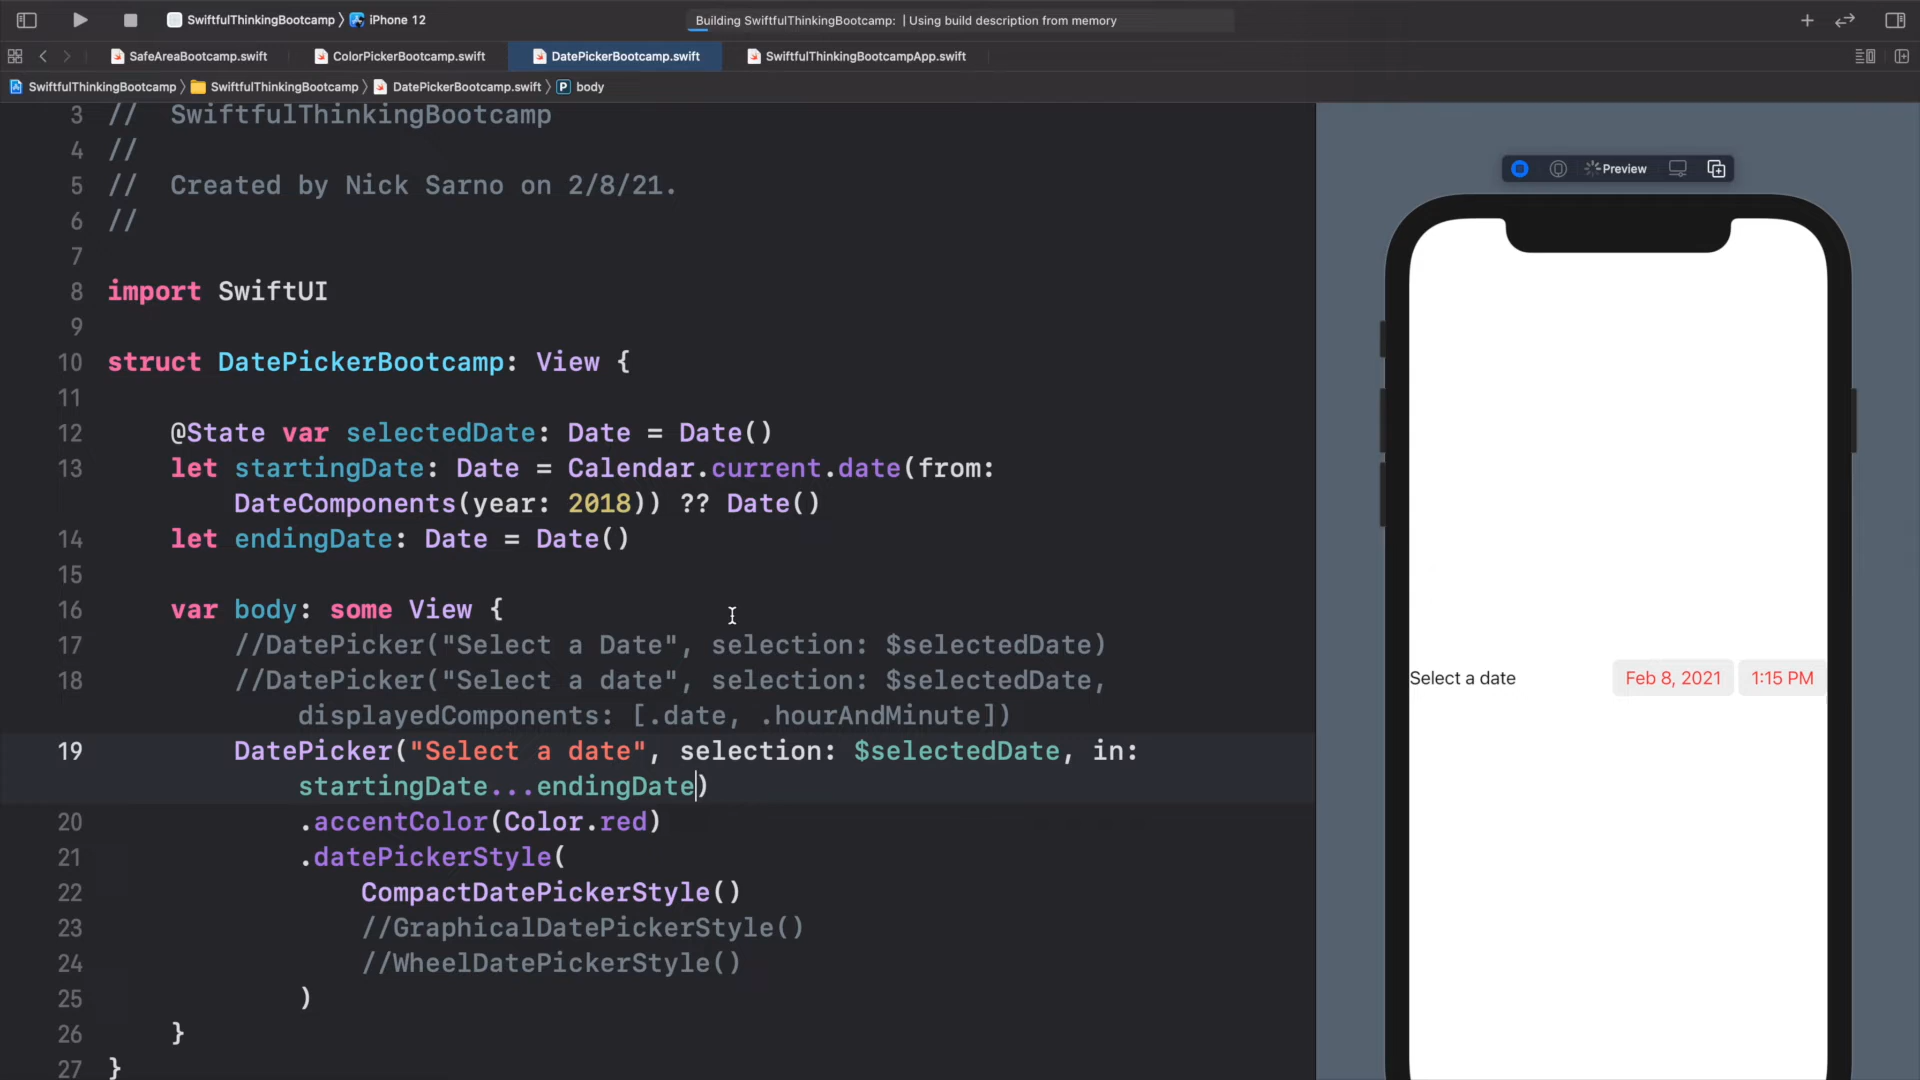 SwiftfulThinkingBootcamp 〉 iPhone 12
Building SwiftfulThinkingBootcamp: | Using build description from memory
SafeAreaBootcamp.swift
ColorPickerBootcamp.swift
DatePickerBootcamp.swift
SwiftfulThinkingBootcampApp.swift
SwiftfulThinkingBootcamp 〉 SwiftfulThinkingBootcamp 〉 DatePickerBootcamp.swift 〉 P body
3 //  SwiftfulThinkingBootcamp
4 //
5 //  Created by Nick Sarno on 2/8/21.
6 //
7
8 import SwiftUI
9
10 struct DatePickerBootcamp: View {
11
12 @State var selectedDate: Date = Date()
13 let startingDate: Date = Calendar.current.date(from:
DateComponents(year: 2018)) ?? Date()
14 let endingDate: Date = Date()
15
16 var body: some View {
17 //DatePicker("Select a Date", selection: $selectedDate)
18 //DatePicker("Select a date", selection: $selectedDate,
displayedComponents: [.date, .hourAndMinute])
19 DatePicker("Select a date", selection: $selectedDate, in:
startingDate...endingDate)
20 .accentColor(Color.red)
21 .datePickerStyle(
22 CompactDatePickerStyle()
23 //GraphicalDatePickerStyle()
24 //WheelDatePickerStyle()
25 )
26 }
27 }
Preview
Select a date
Feb 8, 2021
1:15 PM